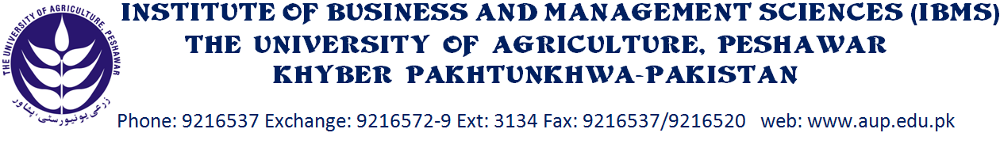 THE UNIVERSITY OF AGRICULTURE, PESHAWAR
زرعی یونیورسٹی، پشاور
INSTITUTE OF BUSINESS AND MANAGEMENT SCIENCES (IBMS)
THE UNIVERSITY OF AGRICULTURE, PESHAWAR
KHYBER PAKHTUNKHWA-PAKISTAN
Phone: 9216537 Exchange: 9216572-9 Ext: 3134 Fax: 9216537/9216520 web: www.aup.edu.pk